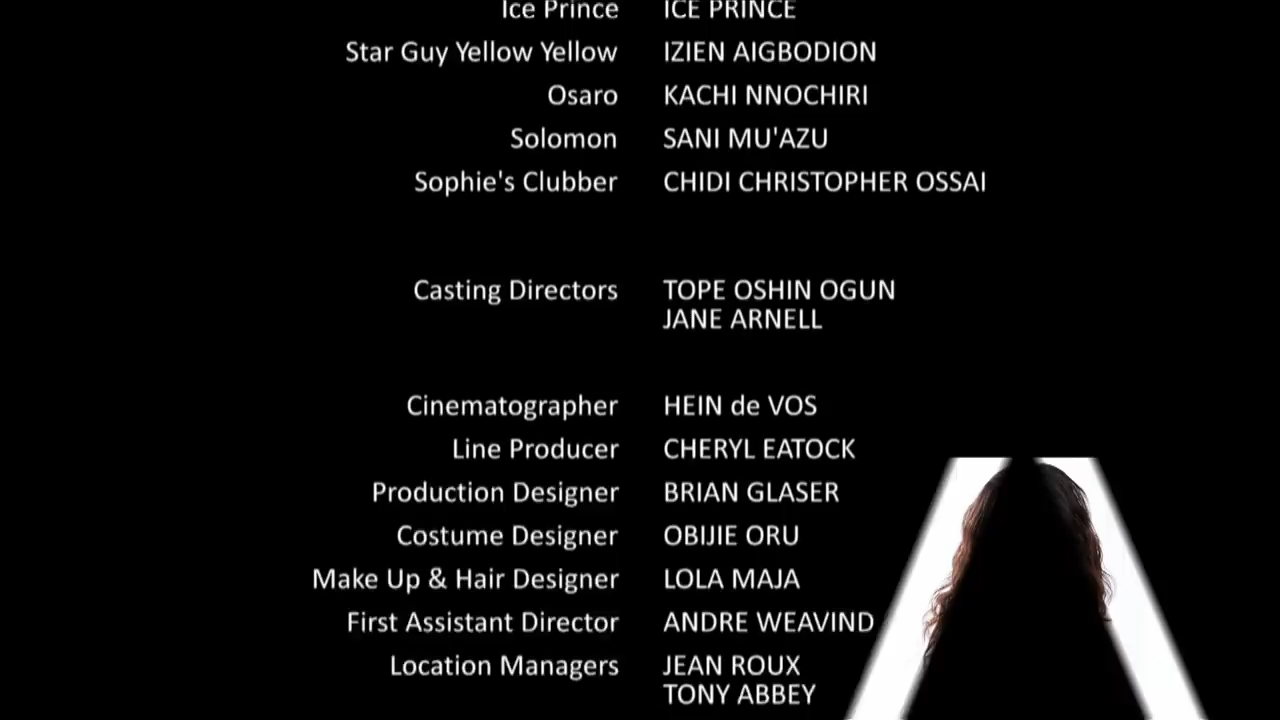 Ice Prince ICE PRINCE
Star Guy Yellow Yellow IZIEN AIGBODION
Osaro KACHI NNOCHIRI
Solomon SANI MU'AZU
Sophie's Clubber CHIDI CHRISTOPHER OSSAI
Casting Directors TOPE OSHIN OGUN
JANE ARNELL
Cinematographer HEIN de VOS
Line Producer CHERYL EATOCK
Production Designer BRIAN GLASER
Costume Designer OBIJIE ORU
Make Up & Hair Designer LOLA MAJA
First Assistant Director ANDRE WEAVIND
Location Managers JEAN ROUX
TONY ABBEY